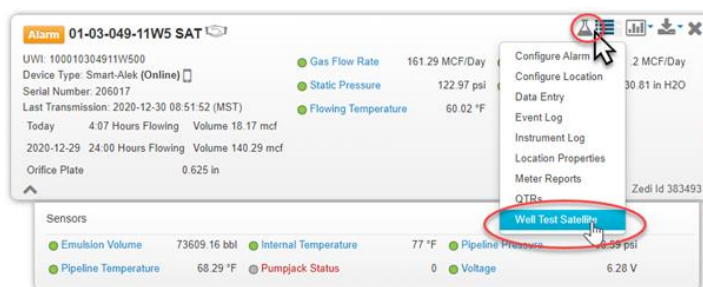 Alarm 01-03-049-11W5 SAT
UWI: 100010304911W500
Device Type: Smart-Alek (Online)
Serial Number: 206017
Last Transmission: 2020-12-30 08:51:52 (MST)
Today 4:07 Hours Flowing Volume 18.17 mcf
2020-12-29 24:00 Hours Flowing Volume 140.29 mcf
Orifice Plate 0.625 in
Gas Flow Rate 161.29 MCF/Day
Static Pressure 122.97 psi
Flowing Temperature 60.02 °F
.2 MCF/Day
30.81 in H2O
Configure Alarm
Configure Location
Data Entry
Event Log
Instrument Log
Location Properties
Meter Reports
QTRs
Well Test Satellite
Zedi Id 383493
Sensors
Emulsion Volume 73609.16 bbl Internal Temperature 77 °F Pipeline Pressure psi
Pipeline Temperature 68.29 °F Pumpjack Status 0 Voltage 6.28 V